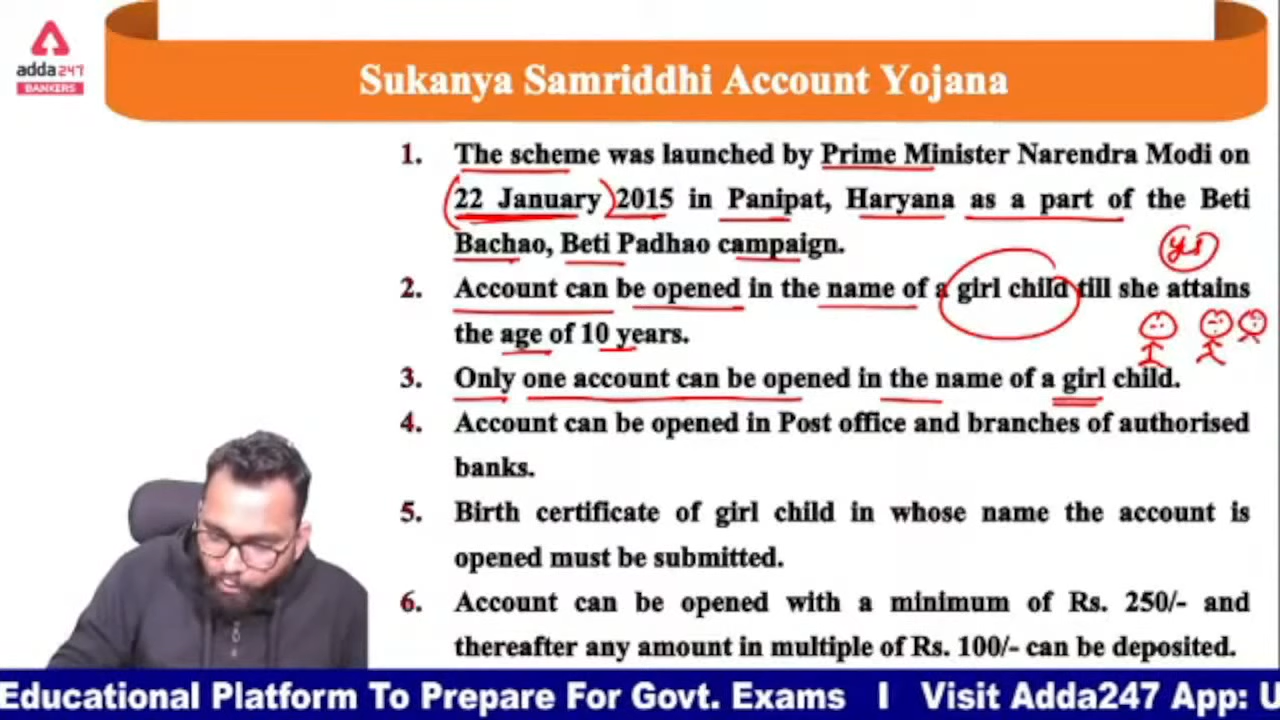 adda247
BANKERS
Sukanya Samriddhi Account Yojana
1. The scheme was launched by Prime Minister Narendra Modi on
22 January 2015 in Panipat, Haryana as a part of the Beti
Bachao, Beti Padhao campaign.
2. Account can be opened in the name of a girl child till she attains
the age of 10 years.
3. Only one account can be opened in the name of a girl child.
4. Account can be opened in Post office and branches of authorised
banks.
5. Birth certificate of girl child in whose name the account is
opened must be submitted.
6. Account can be opened with a minimum of Rs. 250/- and
thereafter any amount in multiple of Rs. 100/- can be deposited.
Educational Platform To Prepare For Govt. Exams I Visit Adda247 App: U